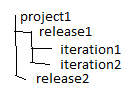 project1
release1
iteration1
iteration2
release2